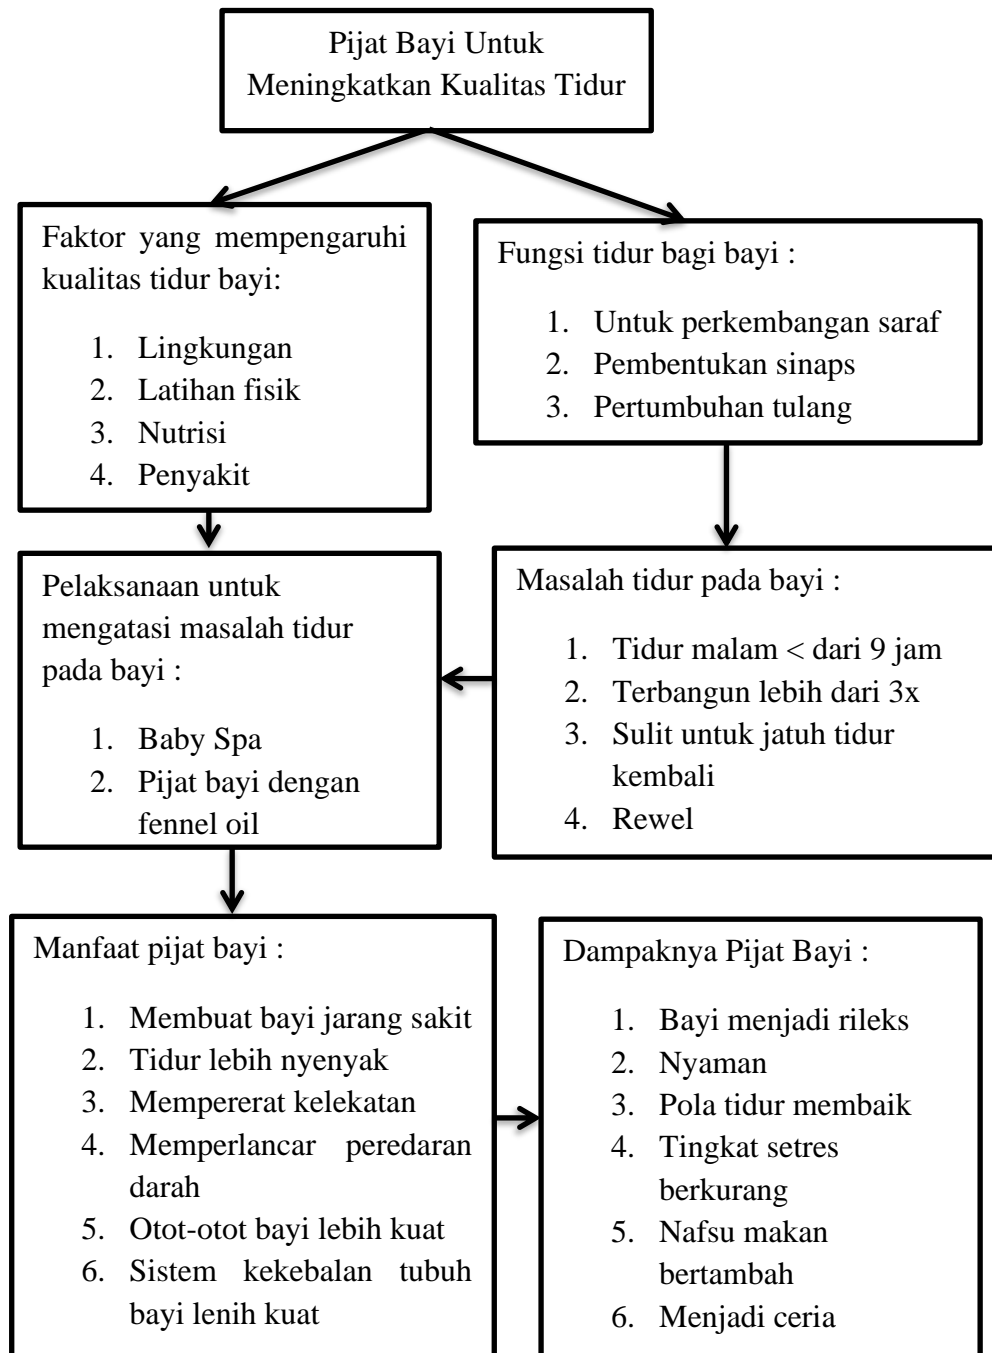 Pijat Bayi Untuk
Meningkatkan Kualitas Tidur
Faktor yang mempengaruhi
kualitas tidur bayi:
1. Lingkungan
2. Latihan fisik
3. Nutrisi
4. Penyakit
Fungsi tidur bagi bayi :
1. Untuk perkembangan saraf
2. Pembentukan sinaps
3. Pertumbuhan tulang
Pelaksanaan untuk
mengatasi masalah tidur
pada bayi :
1. Baby Spa
2. Pijat bayi dengan
fennel oil
Masalah tidur pada bayi :
1. Tidur malam < dari 9 jam
2. Terbangun lebih dari 3x
3. Sulit untuk jatuh tidur
kembali
4. Rewel
Manfaat pijat bayi :
1. Membuat bayi jarang sakit
2. Tidur lebih nyenyak
3. Mempererat kelekatan
4. Memperlancar peredaran
darah
5. Otot-otot bayi lebih kuat
6. Sistem kekebalan tubuh
bayi lenih kuat
Dampaknya Pijat Bayi :
1. Bayi menjadi rileks
2. Nyaman
3. Pola tidur membaik
4. Tingkat setres
berkurang
5. Nafsu makan
bertambah
6. Menjadi ceria